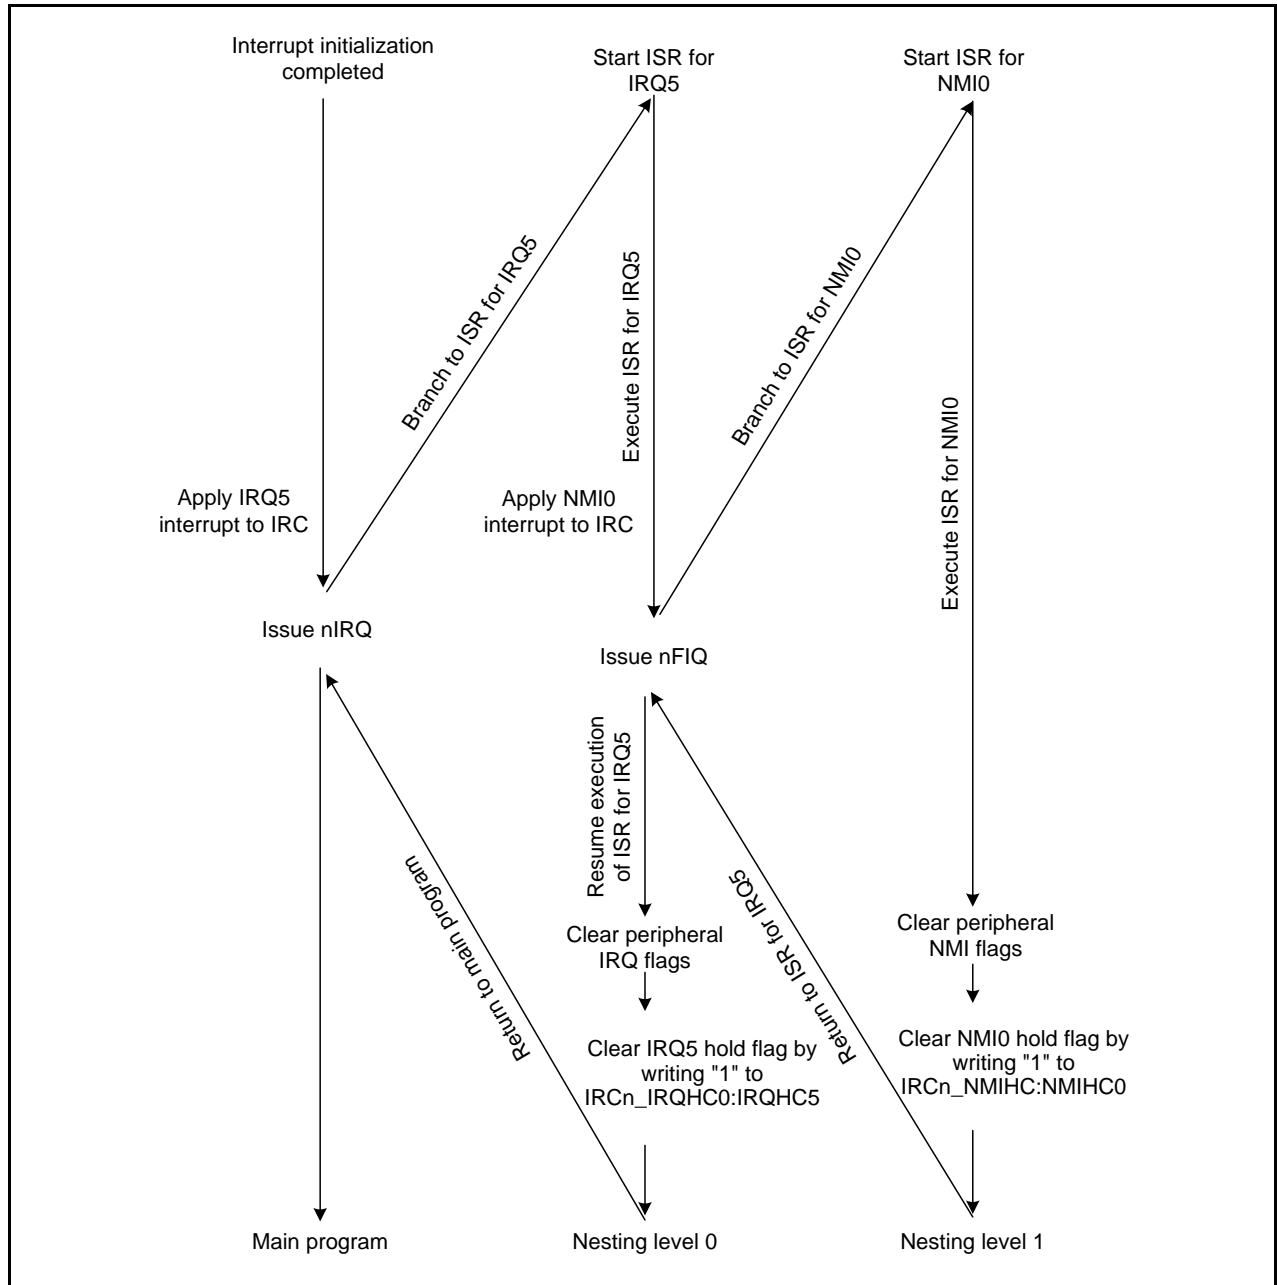 Interrupt initialization
completed
Start ISR for
IRQ5
Start ISR for
NMI0
Branch to ISR for IRQ5
Execute ISR for IRQ5
Branch to ISR for NMI0
Execute ISR for NMI0
Apply IRQ5
interrupt to IRC
Apply NMI0
interrupt to IRC
Issue nIRQ
Issue nFIQ
Return to main program
Resume execution
of ISR for IRQ5
Return to ISR for IRQ5
Clear peripheral
IRQ flags
Clear peripheral
NMI flags
Clear IRQ5 hold flag by
writing "1" to
IRCn_IRQHC0:IRQHC5
Clear NMI0 hold flag by
writing "1" to
IRCn_NMIHC:NMIHC0
Main program
Nesting level 0
Nesting level 1